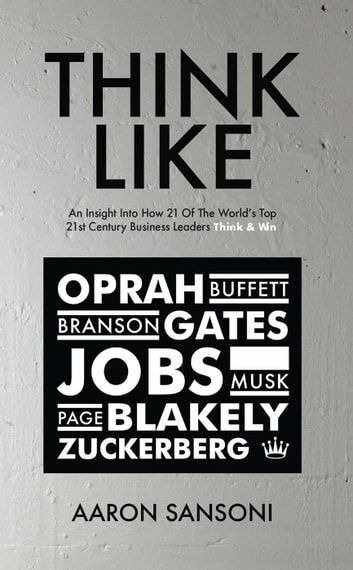 THINK
LIKE
An Insight Into How 21 Of The World's Top
21st Century Business Leaders Think & Win
OPRAH BUFFETT
BRANSON GATES
JOBS MUSK
PAGE BLAKELY
ZUCKERBERG
AARON SANSONI